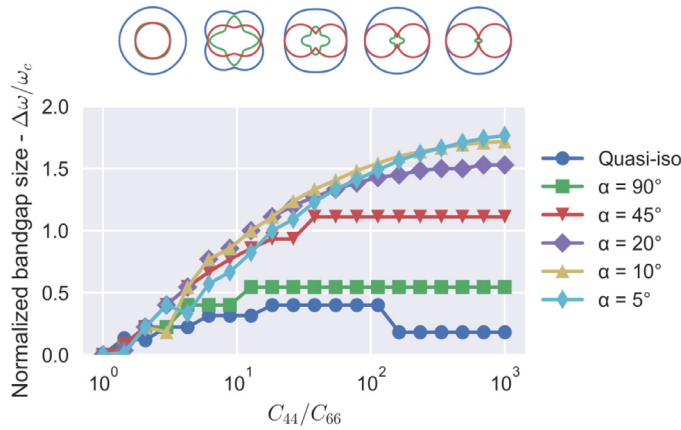 2.0
1.5
1.0
0.5
0.0
Normalized bandgap size - Δω/ω_c
10^0
10^1
10^2
10^3
C_44/C_66
Quasi-iso
α = 90°
α = 45°
α = 20°
α = 10°
α = 5°